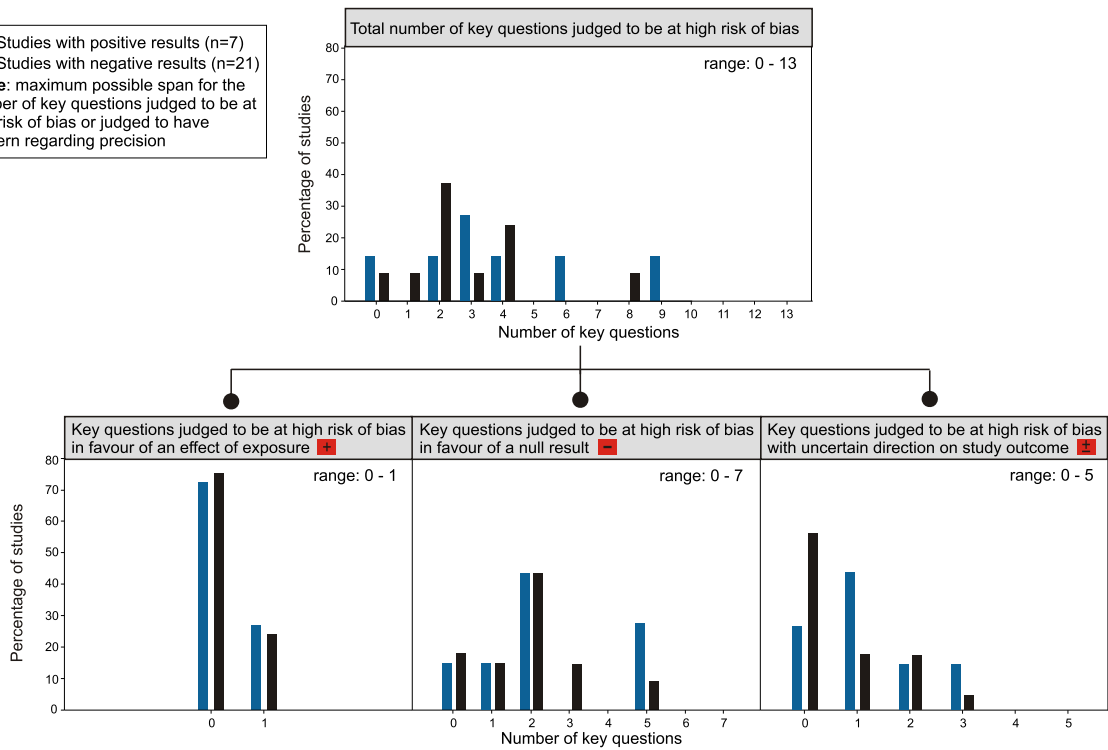 Studies with positive results (n=7)
Studies with negative results (n=21)
e: maximum possible span for the
ber of key questions judged to be at
risk of bias or judged to have
ern regarding precision
Total number of key questions judged to be at high risk of bias
range: 0 - 13
Percentage of studies
80
70
60
50
40
30
20
10
0
0 1 2 3 4 5 6 7 8 9 10 11 12 13
Number of key questions
Key questions judged to be at high risk of bias
in favour of an effect of exposure +
range: 0 - 1
Percentage of studies
80
70
60
50
40
30
20
10
0
0 1
Key questions judged to be at high risk of bias
in favour of a null result −
range: 0 - 7
0 1 2 3 4 5 6 7
Number of key questions
Key questions judged to be at high risk of bias
with uncertain direction on study outcome ±
range: 0 - 5
0 1 2 3 4 5